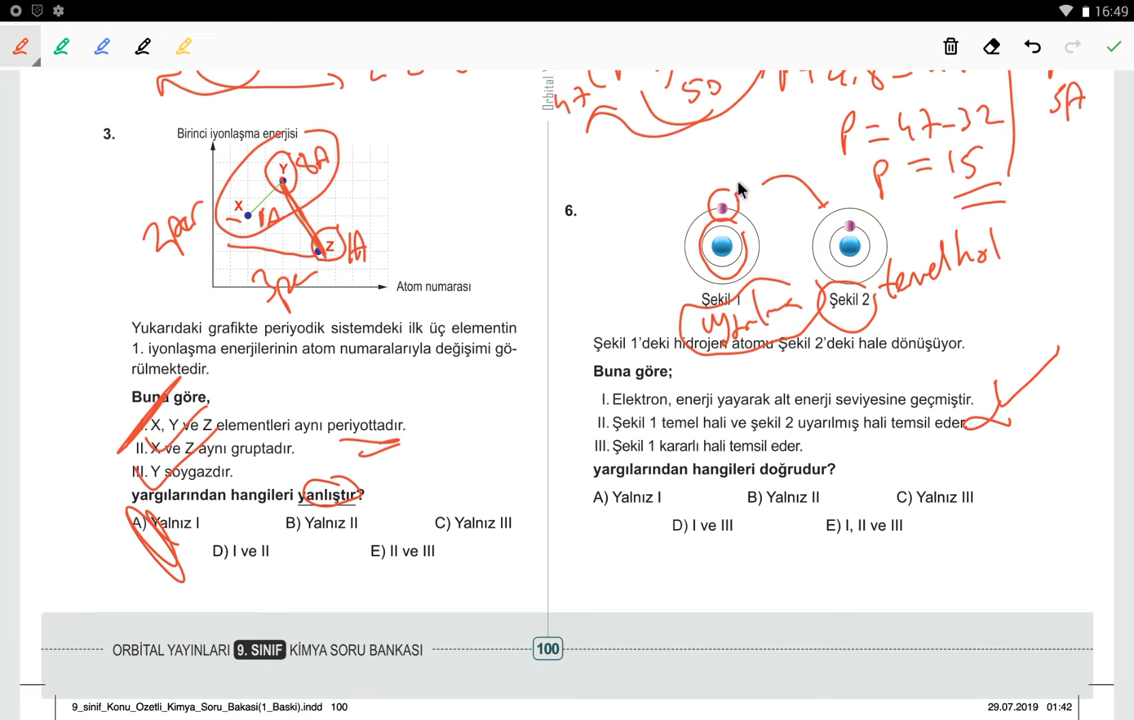 16:49
50
47
P = 47-32
P = 15
5A
Orbital
3.
Birinci iyonlaşma enerjisi
Y
8A
X
1A
Z
1A
2per
3per
Atom numarası
Yukarıdaki grafikte periyodik sistemdeki ilk üç elementin
1. iyonlaşma enerjilerinin atom numaralarıyla değişimi gö-
rülmektedir.
Buna göre,
I. X, Y ve Z elementleri aynı periyottadır.
II. X ve Z aynı gruptadır.
III. Y soygazdır.
yargılarından hangileri yanlıştır?
A) Yalnız I
B) Yalnız II
C) Yalnız III
D) I ve II
E) II ve III
6.
Şekil 1
Şekil 2
temel hal
Şekil 1'deki hidrojen atomu Şekil 2'deki hale dönüşüyor.
Buna göre;
I. Elektron, enerji yayarak alt enerji seviyesine geçmiştir.
II. Şekil 1 temel hali ve şekil 2 uyarılmış hali temsil eder.
III. Şekil 1 kararlı hali temsil eder.
yargılarından hangileri doğrudur?
A) Yalnız I
B) Yalnız II
C) Yalnız III
D) I ve III
E) I, II ve III
ORBİTAL YAYINLARI 9. SINIF KİMYA SORU BANKASI
100
9_sinif_Konu_Ozetli_Kimya_Soru_Bakasi(1_Baski).indd 100
29.07.2019 01:42